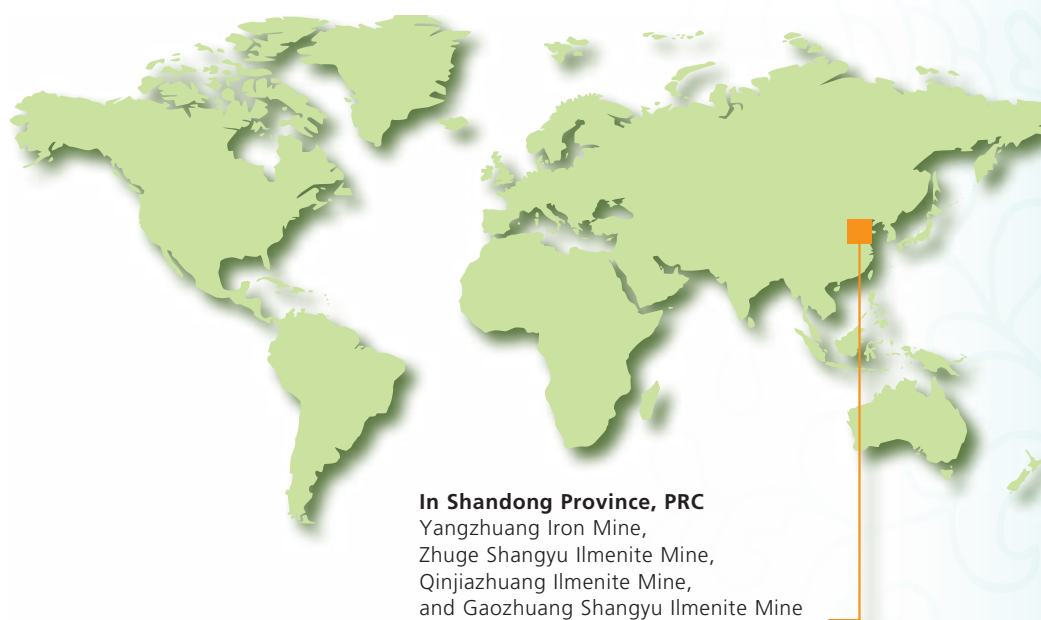 In Shandong Province, PRC
Yangzhuang Iron Mine,
Zhuge Shangyu Ilmenite Mine,
Qinjiazhuang Ilmenite Mine,
and Gaozhuang Shangyu Ilmenite Mine